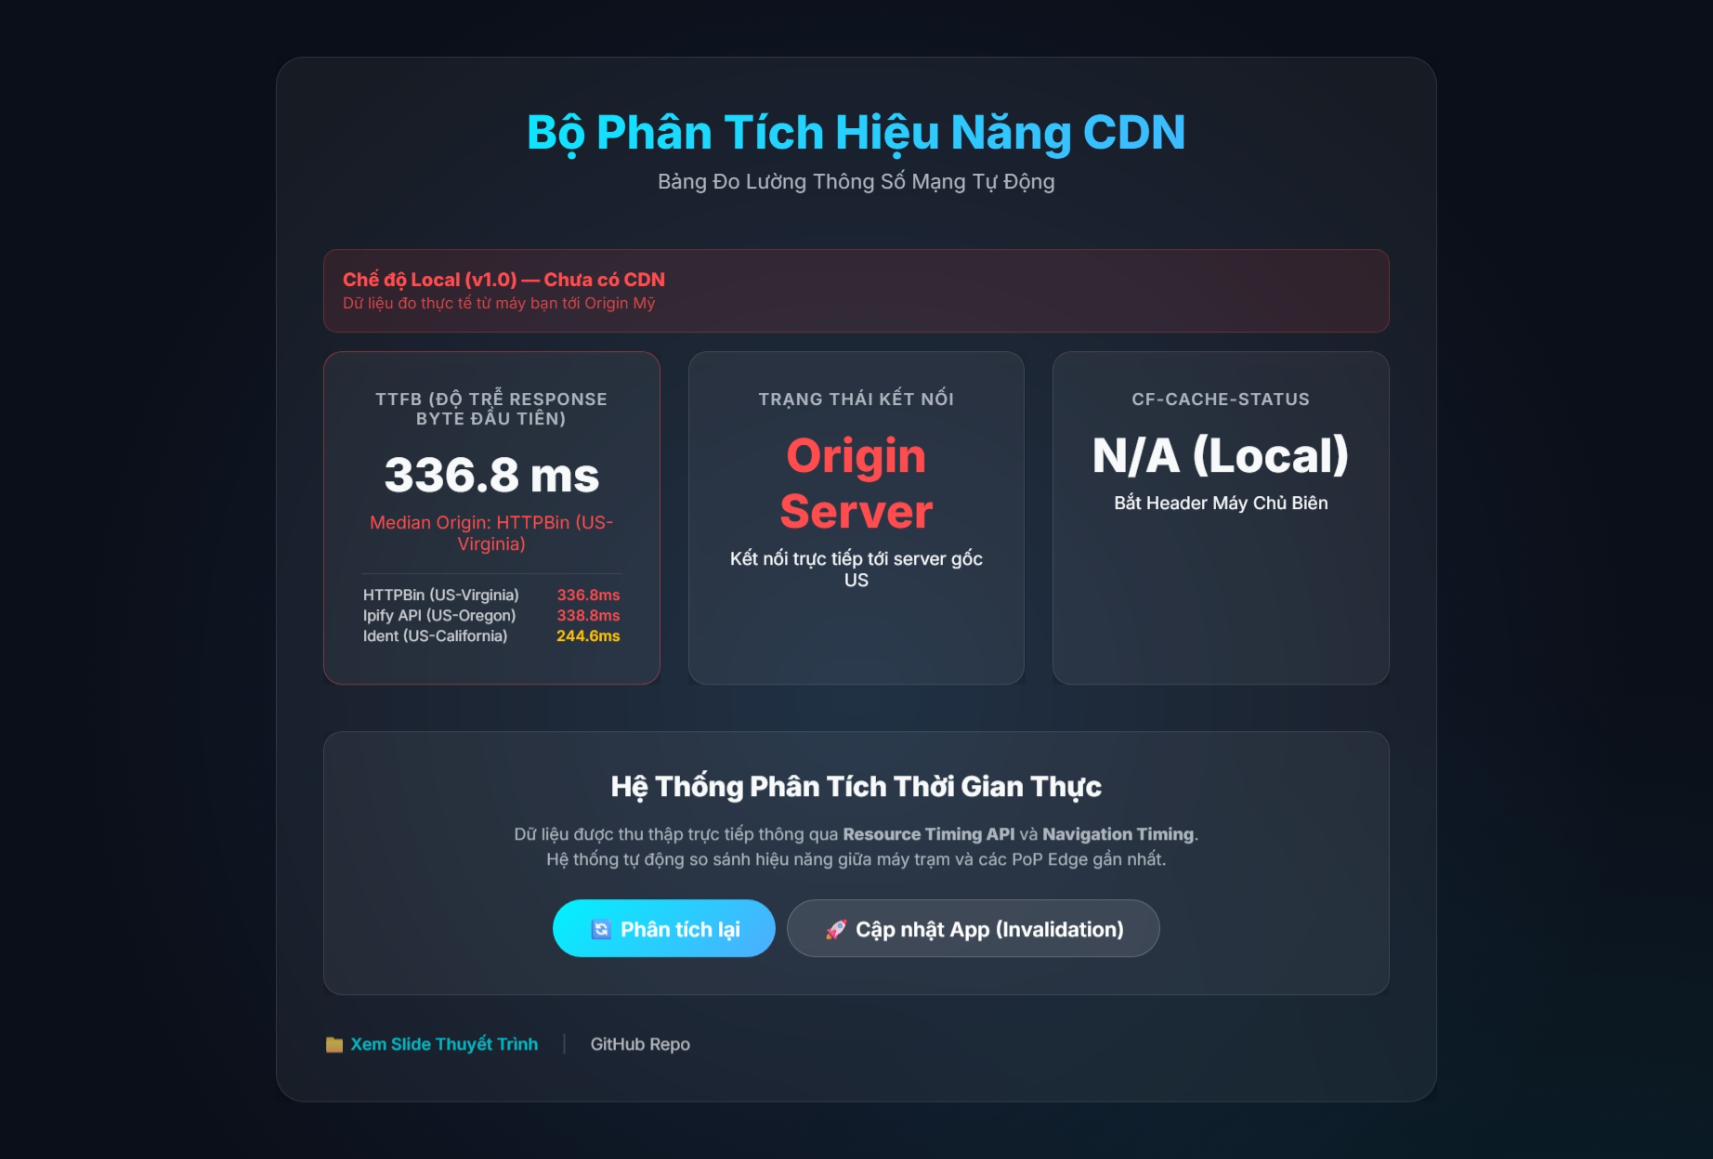 Bộ Phân Tích Hiệu Năng CDN
Bảng Đo Lường Thông Số Mạng Tự Động
Chế độ Local (v1.0) — Chưa có CDN
Dữ liệu đo thực tế từ máy bạn tới Origin Mỹ
TTFB (ĐỘ TRỄ RESPONSE
BYTE ĐẦU TIÊN)
336.8 ms
Median Origin: HTTPBin (US-
Virginia)
HTTPBin (US-Virginia) 336.8ms
Ipify API (US-Oregon) 338.8ms
Ident (US-California) 244.6ms
TRẠNG THÁI KẾT NỐI
Origin
Server
Kết nối trực tiếp tới server gốc
US
CF-CACHE-STATUS
N/A (Local)
Bắt Header Máy Chủ Biên
Hệ Thống Phân Tích Thời Gian Thực
Dữ liệu được thu thập trực tiếp thông qua Resource Timing API và Navigation Timing.
Hệ thống tự động so sánh hiệu năng giữa máy trạm và các PoP Edge gần nhất.
Phân tích lại
Cập nhật App (Invalidation)
Xem Slide Thuyết Trình
GitHub Repo